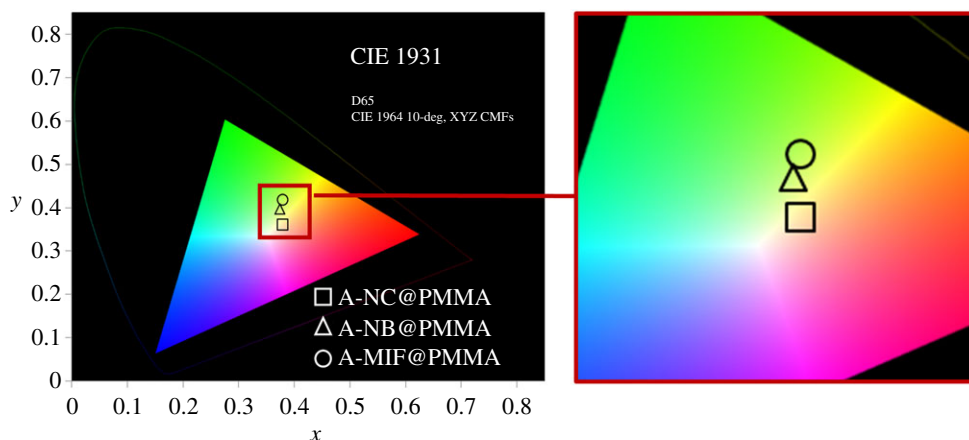 0.8
0.7
0.6
0.5
0.4
0.3
0.2
0.1
0
y
CIE 1931
D65
CIE 1964 10-deg, XYZ CMFs
A-NC@PMMA
A-NB@PMMA
A-MIF@PMMA
0 0.1 0.2 0.3 0.4 0.5 0.6 0.7 0.8
x